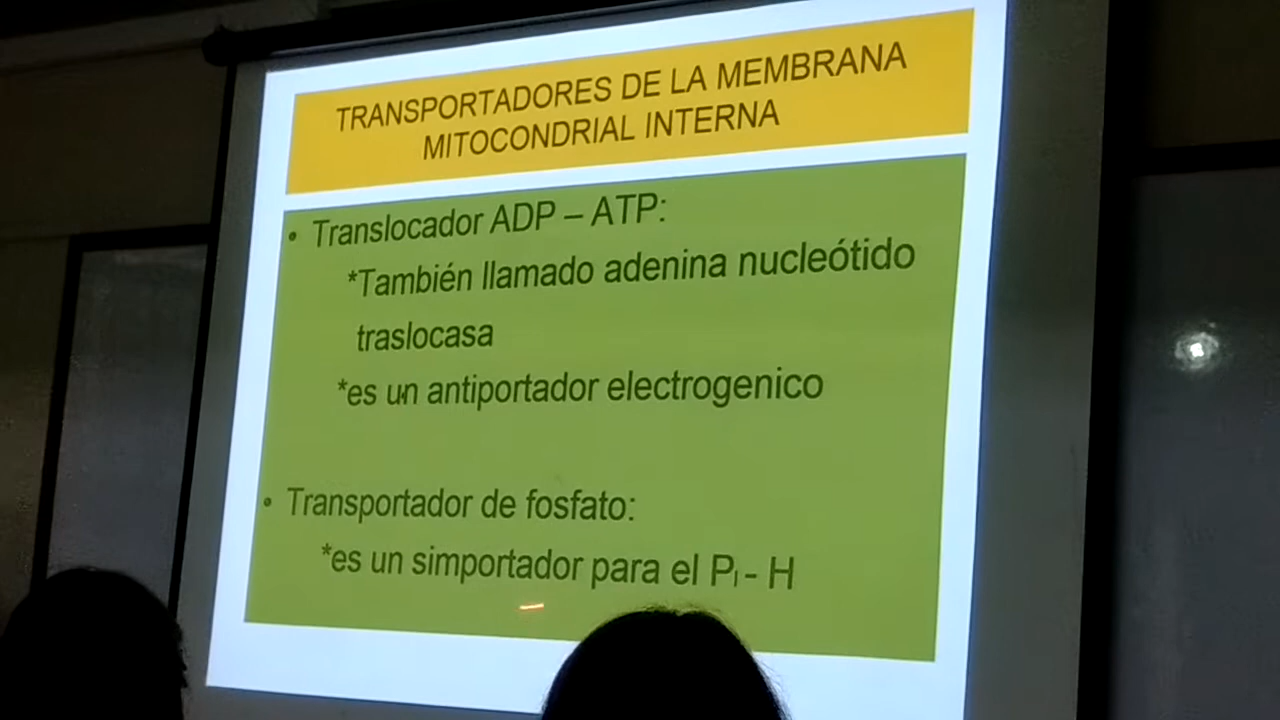 TRANSPORTADORES DE LA MEMBRANA
MITOCONDRIAL INTERNA
• Translocador ADP – ATP:
*También llamado adenina nucleótido
traslocasa
*es un antiportador electrogenico
• Transportador de fosfato:
*es un simportador para el Pi - H